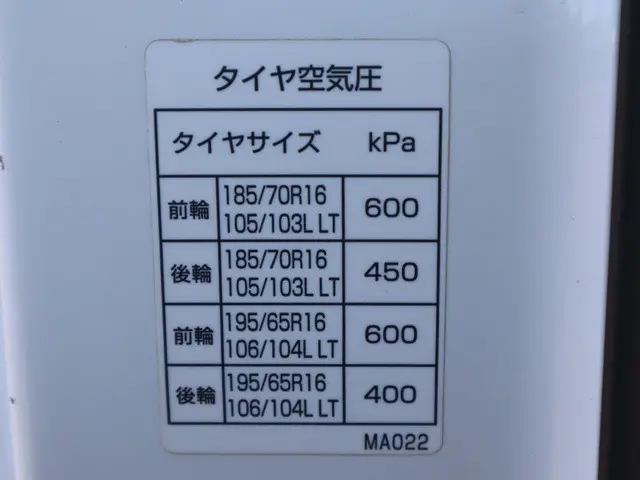 タイヤ空気圧
タイヤサイズ kPa
前輪 185/70R16 600
105/103L LT
後輪 185/70R16 450
105/103L LT
前輪 195/65R16 600
106/104L LT
後輪 195/65R16 400
106/104L LT
MA022